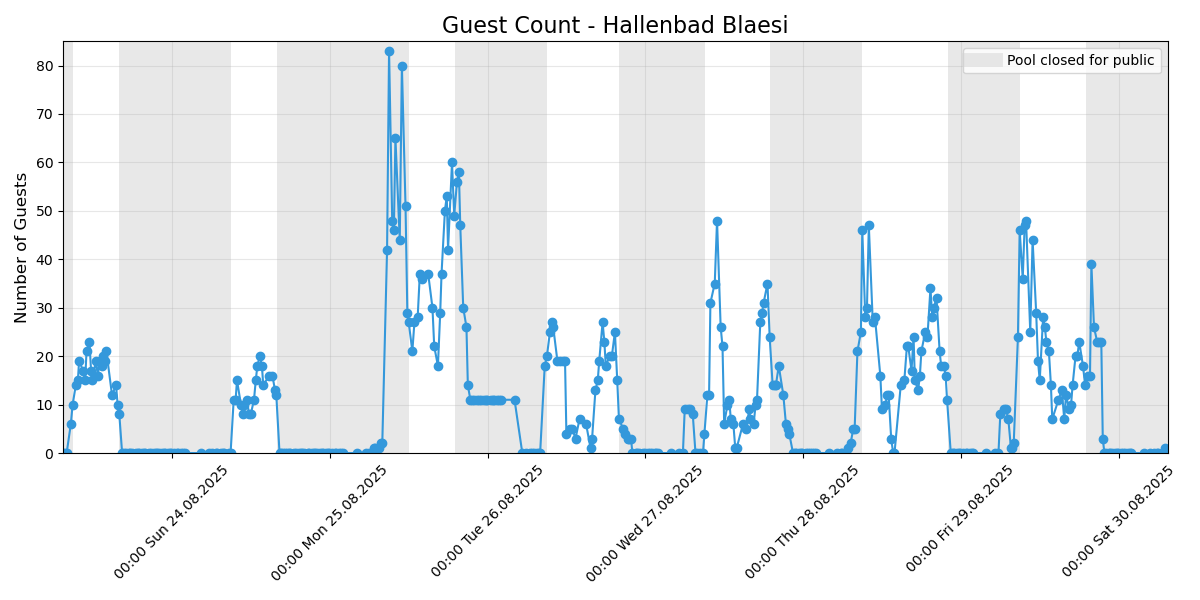 Guest Count - Hallenbad Blaesi
Pool closed for public
Number of Guests
80
70
60
50
40
30
20
10
0
00:00 Sun 24.08.2025
00:00 Mon 25.08.2025
00:00 Tue 26.08.2025
00:00 Wed 27.08.2025
00:00 Thu 28.08.2025
00:00 Fri 29.08.2025
00:00 Sat 30.08.2025